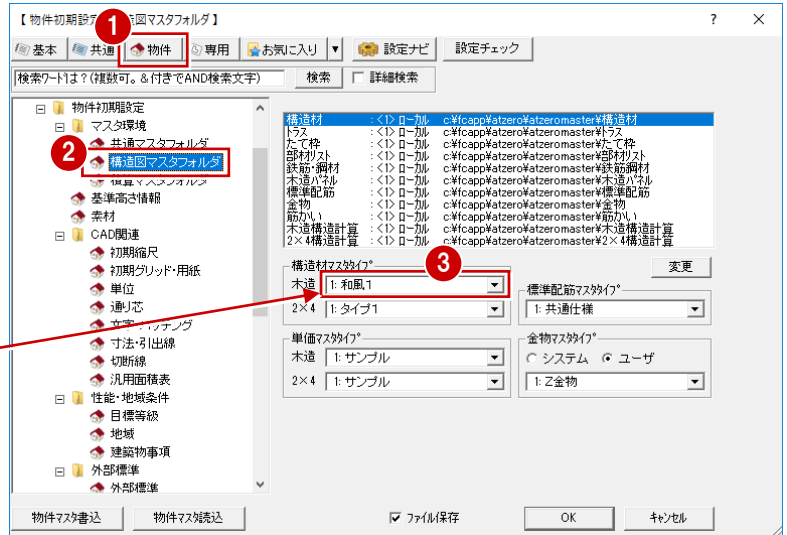 【 物件初期設 図マスタフォルダ 】 ? ×
1
基本 共通 物件 専用 お気に入り ▼ 設定ナビ 設定チェック
検索ワードは?(複数可。&付きでAND検索文字) 検索 詳細検索
物件初期設定
マスタ環境
共通マスタフォルダ
2
構造図マスタフォルダ
積算マスタフォルダ
基準高さ情報
素材
CAD関連
初期縮尺
初期グリッド・用紙
単位
通り芯
寸法・引出線
切断線
汎用面積表
性能・地域条件
目標等級
地域
建築物事項
外部標準
外部標準
構造材 : <1> ローカル c:¥fcapp¥atzero¥atzeromaster¥構造材
トラス : <1> ローカル c:¥fcapp¥atzero¥atzeromaster¥トラス
たて枠 : <1> ローカル c:¥fcapp¥atzero¥atzeromaster¥たて枠
部材リスト : <1> ローカル c:¥fcapp¥atzero¥atzeromaster¥部材リスト
鉄筋・鋼材 : <1> ローカル c:¥fcapp¥atzero¥atzeromaster¥鉄筋・鋼材
木造パネル : <1> ローカル c:¥fcapp¥atzero¥atzeromaster¥木造パネル
標準配筋 : <1> ローカル c:¥fcapp¥atzero¥atzeromaster¥標準配筋
金物 : <1> ローカル c:¥fcapp¥atzero¥atzeromaster¥金物
筋かい : <1> ローカル c:¥fcapp¥atzero¥atzeromaster¥筋かい
木造構造計算 : <1> ローカル c:¥fcapp¥atzero¥atzeromaster¥木造構造計算
2×4構造計算 : <1> ローカル c:¥fcapp¥atzero¥atzeromaster¥2×4構造計算
構造材マスタタイプ 3 変更
木造 1: 和風1
2×4 1: タイプ1
標準配筋マスタタイプ
1: 共通仕様
単価マスタタイプ
木造 1: サンプル
2×4 1: サンプル
金物マスタタイプ
システム ユーザ
1: Z金物
物件マスタ書込 物件マスタ読込 ファイル保存 OK キャンセル